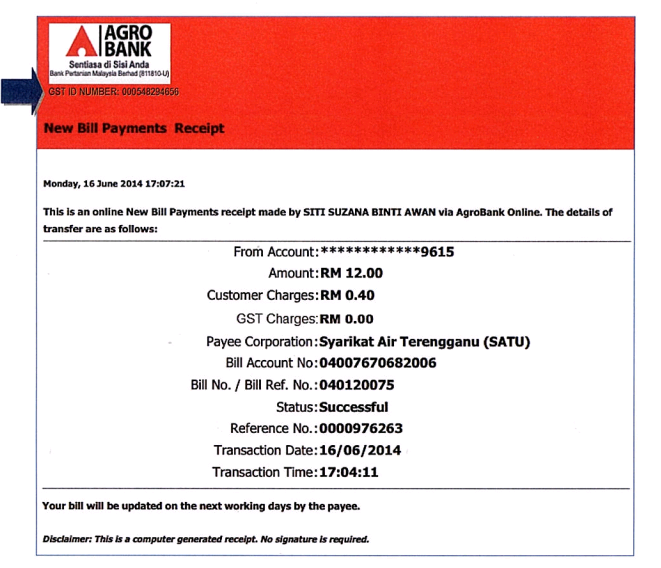 AGRO
BANK
Sentiasa di Sisi Anda
Bank Pertanian Malaysia Berhad (811810-U)
GST ID NUMBER: 000548294656
New Bill Payments Receipt
Monday, 16 June 2014 17:07:21
This is an online New Bill Payments receipt made by SITI SUZANA BINTI AWAN via AgroBank Online. The details of
transfer are as follows:
From Account:************9615
Amount:RM 12.00
Customer Charges:RM 0.40
GST Charges:RM 0.00
Payee Corporation:Syarikat Air Terengganu (SATU)
Bill Account No:04007670682006
Bill No. / Bill Ref. No.:040120075
Status:Successful
Reference No.:0000976263
Transaction Date:16/06/2014
Transaction Time:17:04:11
Your bill will be updated on the next working days by the payee.
Disclaimer: This is a computer generated receipt. No signature is required.